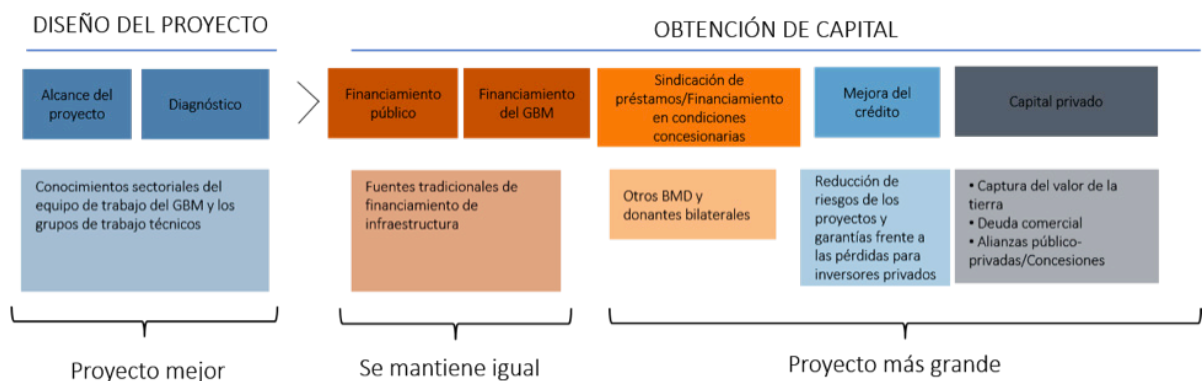 DISEÑO DEL PROYECTO
OBTENCIÓN DE CAPITAL
Alcance del
proyecto
Diagnóstico
Financiamiento
público
Financiamiento
del GBM
Sindicación de
préstamos/Financiamiento
en condiciones
concesionarias
Mejora del
crédito
Capital privado
Conocimientos sectoriales del
equipo de trabajo del GBM y los
grupos de trabajo técnicos
Fuentes tradicionales de
financiamiento de
infraestructura
Otros BMD y
donantes bilaterales
Reducción de
riesgos de los
proyectos y
garantías frente a
las pérdidas para
inversores privados
• Captura del valor de la
tierra
• Deuda comercial
• Alianzas público-
privadas/Concesiones
Proyecto mejor
Se mantiene igual
Proyecto más grande